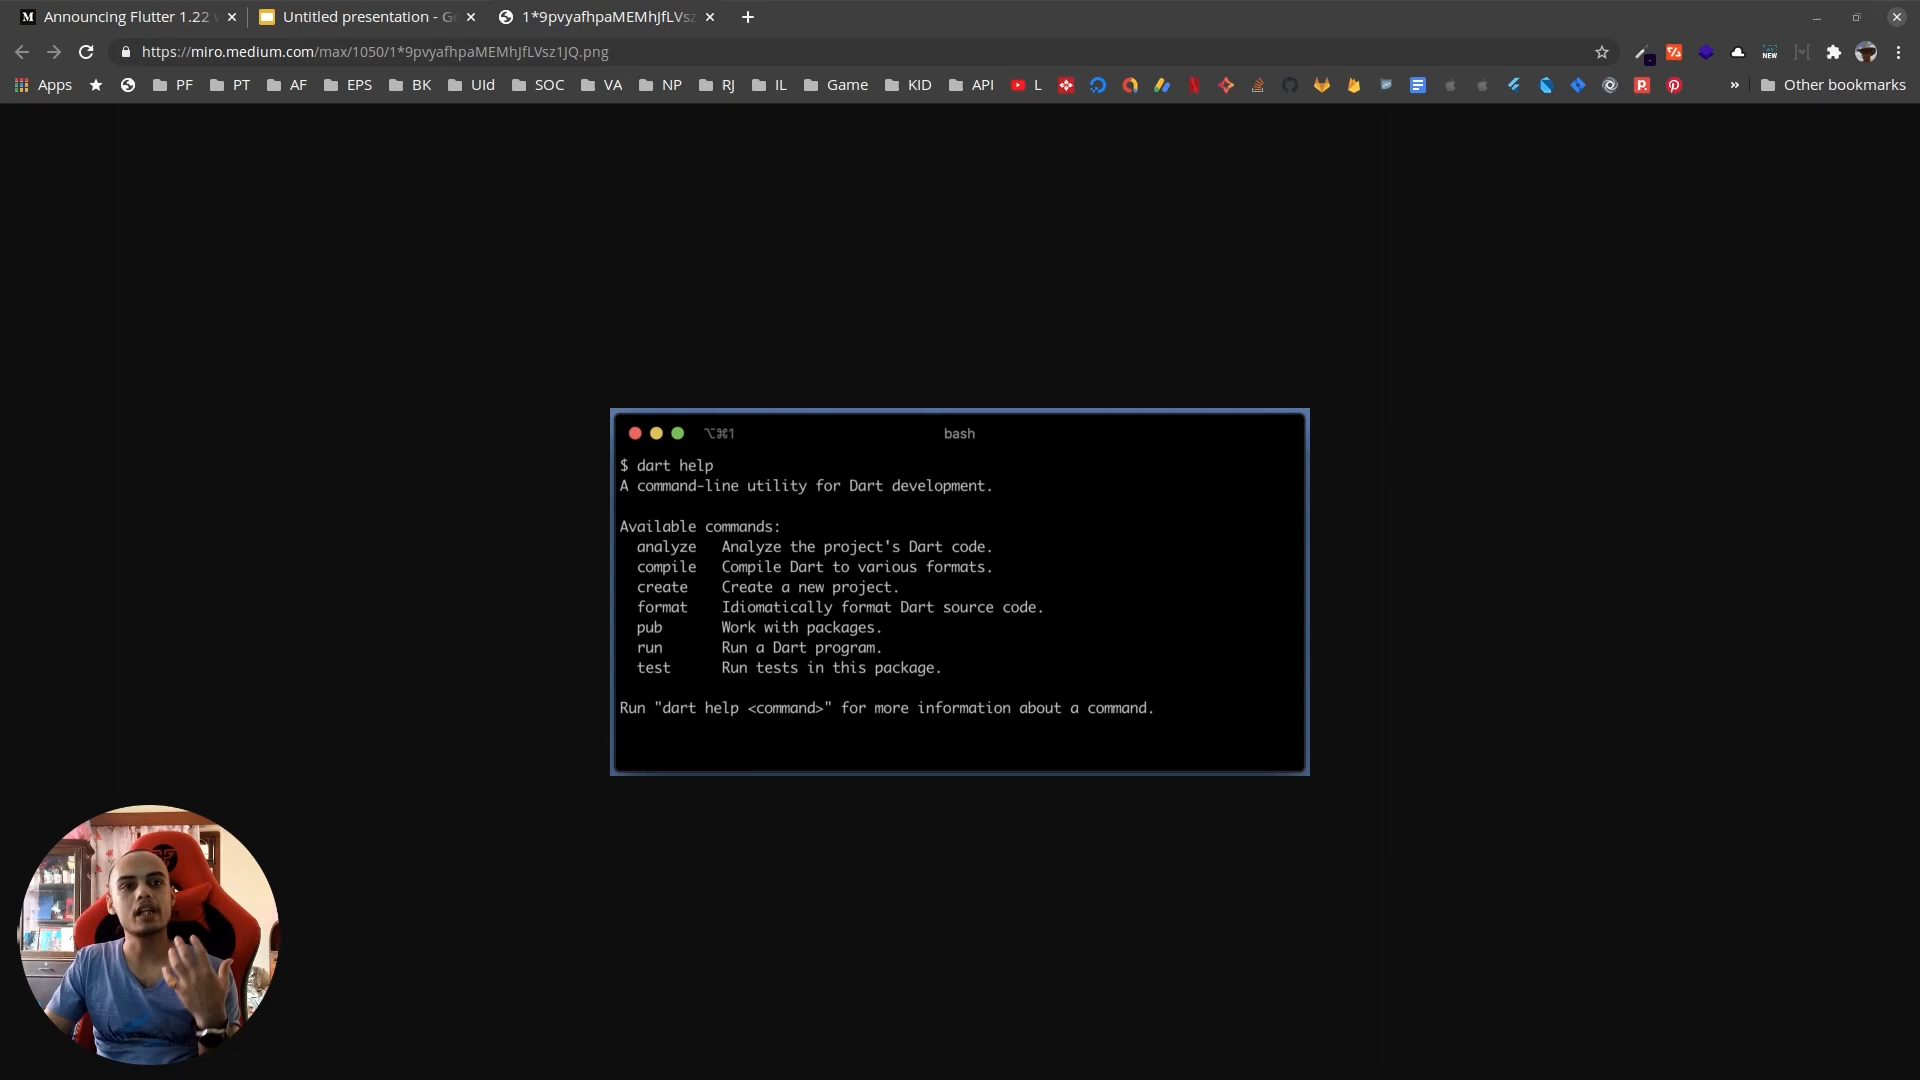 Announcing Flutter 1.22
Untitled presentation - G
1*9pvyafhpaMEMhJfLVsz
https://miro.medium.com/max/1050/1*9pvyafhpaMEMhJfLVsz1JQ.png
NEW
Apps PF PT AF EPS BK UId SOC VA NP RJ IL Game KID API L » Other bookmarks
⌥⌘1 bash
$ dart help
A command-line utility for Dart development.
Available commands:
analyze Analyze the project's Dart code.
compile Compile Dart to various formats.
create Create a new project.
format Idiomatically format Dart source code.
pub Work with packages.
run Run a Dart program.
test Run tests in this package.
Run "dart help <command>" for more information about a command.